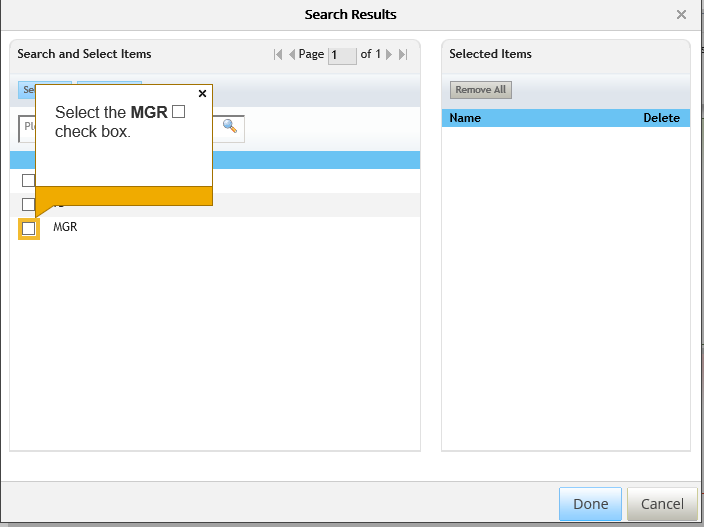 Search Results
Search and Select Items
Page 1 of 1
Select the MGR
check box.
MGR
Selected Items
Remove All
Name Delete
Done Cancel